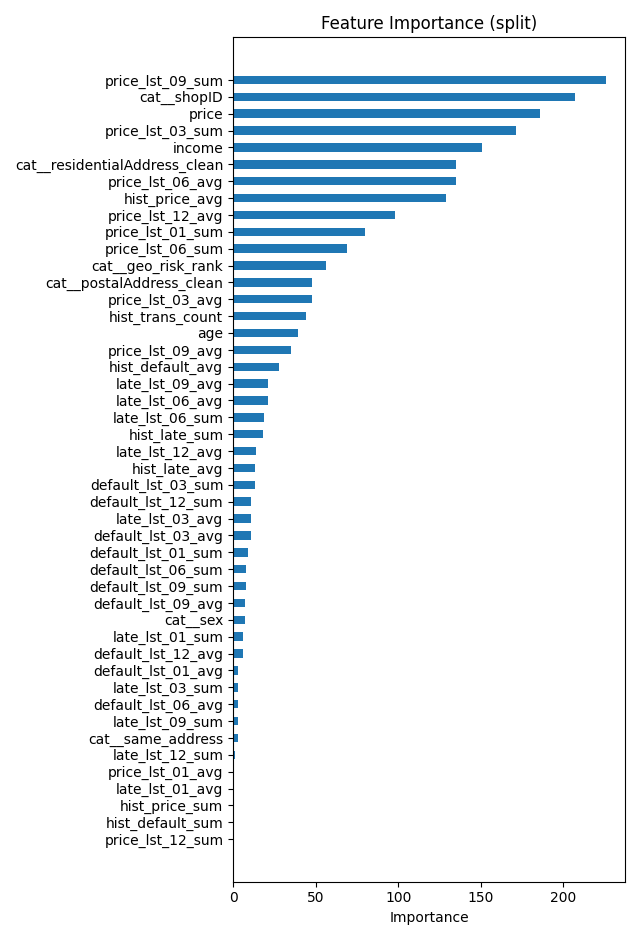 Feature Importance (split)
price_lst_09_sum
cat__shopID
price
price_lst_03_sum
income
cat__residentialAddress_clean
price_lst_06_avg
hist_price_avg
price_lst_12_avg
price_lst_01_sum
price_lst_06_sum
cat__geo_risk_rank
cat__postalAddress_clean
price_lst_03_avg
hist_trans_count
age
price_lst_09_avg
hist_default_avg
late_lst_09_avg
late_lst_06_avg
late_lst_06_sum
hist_late_sum
late_lst_12_avg
hist_late_avg
default_lst_03_sum
default_lst_12_sum
late_lst_03_avg
default_lst_03_avg
default_lst_01_sum
default_lst_06_sum
default_lst_09_sum
default_lst_09_avg
cat__sex
late_lst_01_sum
default_lst_12_avg
default_lst_01_avg
late_lst_03_sum
default_lst_06_avg
late_lst_09_sum
cat__same_address
late_lst_12_sum
price_lst_01_avg
late_lst_01_avg
hist_price_sum
hist_default_sum
price_lst_12_sum
0 50 100 150 200
Importance